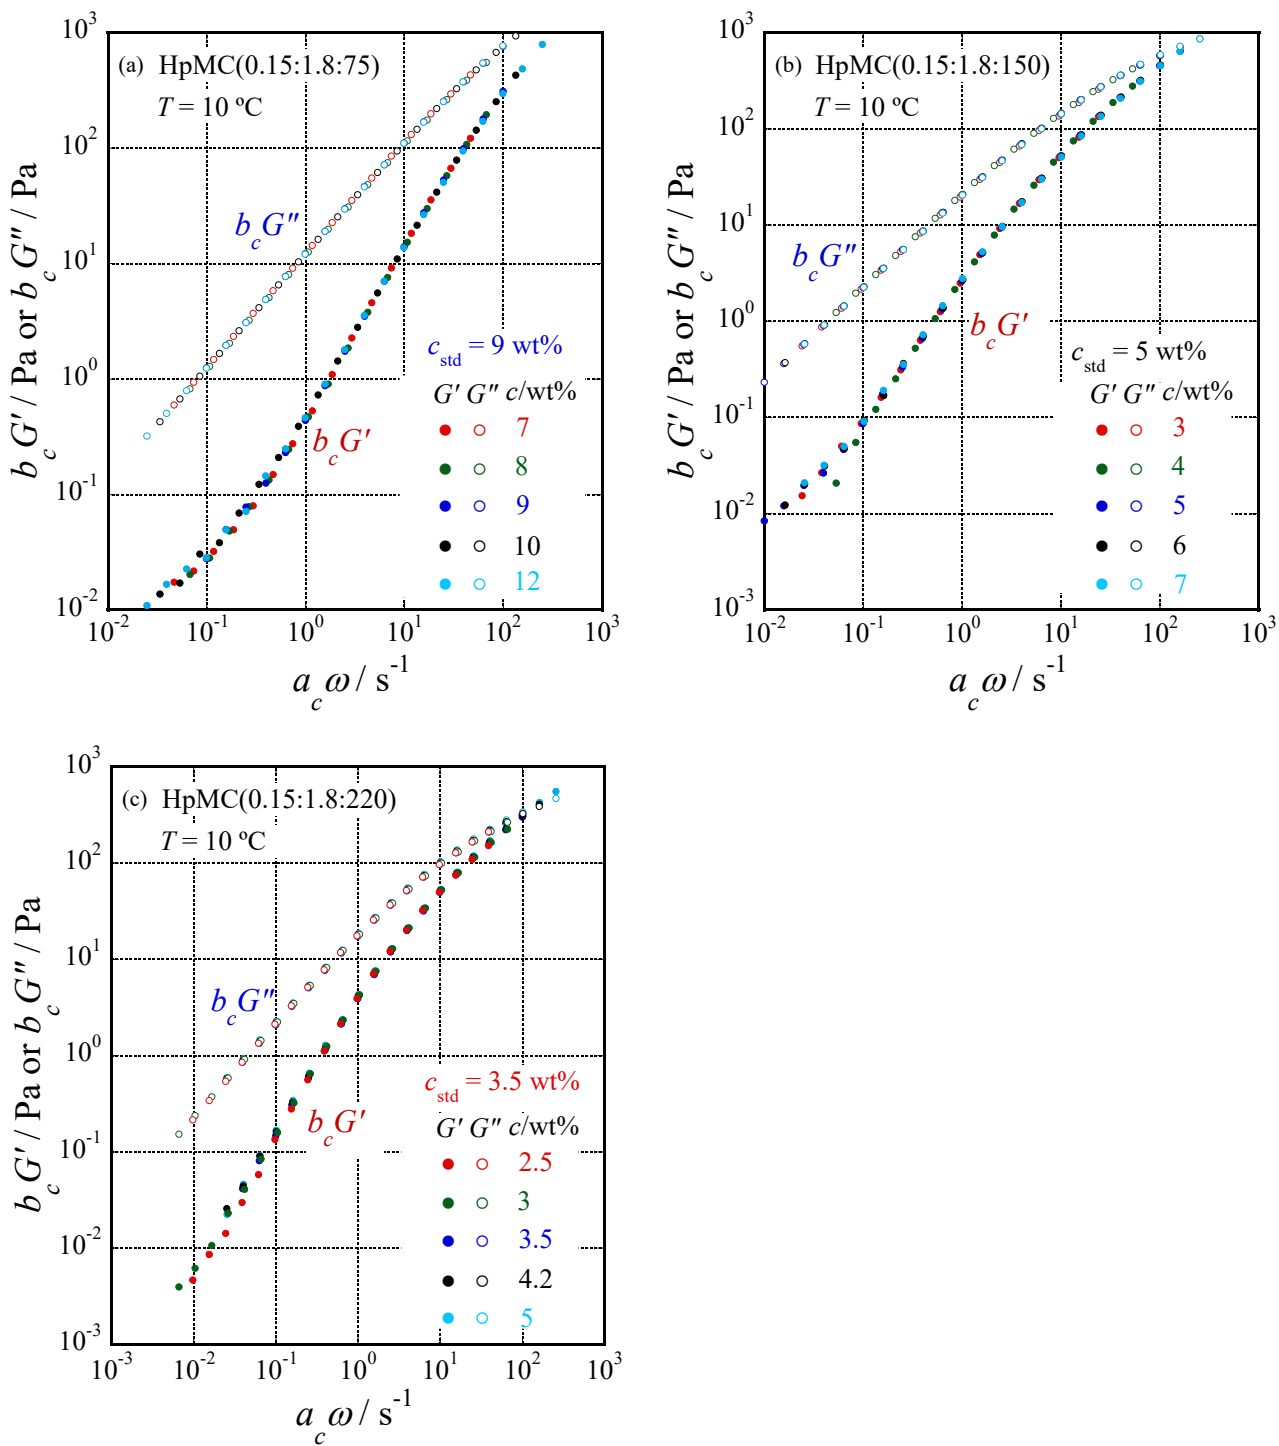 (a) HpMC(0.15:1.8:75)
T = 10 ºC
b_c G′ / Pa or b_c G″ / Pa
10³
10²
10¹
10⁰
10⁻¹
10⁻²
b_c G″
b_c G′
c_std = 9 wt%
G′ G″ c/wt%
7
8
9
10
12
10⁻² 10⁻¹ 10⁰ 10¹ 10² 10³
a_c ω / s⁻¹
(b) HpMC(0.15:1.8:150)
T = 10 ºC
b_c G′ / Pa or b_c G″ / Pa
10³
10²
10¹
10⁰
10⁻¹
10⁻²
10⁻³
b_c G″
b_c G′
c_std = 5 wt%
G′ G″ c/wt%
3
4
5
6
7
10⁻² 10⁻¹ 10⁰ 10¹ 10² 10³
a_c ω / s⁻¹
(c) HpMC(0.15:1.8:220)
T = 10 ºC
b_c G′ / Pa or b_c G″ / Pa
10³
10²
10¹
10⁰
10⁻¹
10⁻²
10⁻³
b_c G″
b_c G′
c_std = 3.5 wt%
G′ G″ c/wt%
2.5
3
3.5
4.2
5
10⁻³ 10⁻² 10⁻¹ 10⁰ 10¹ 10² 10³
a_c ω / s⁻¹